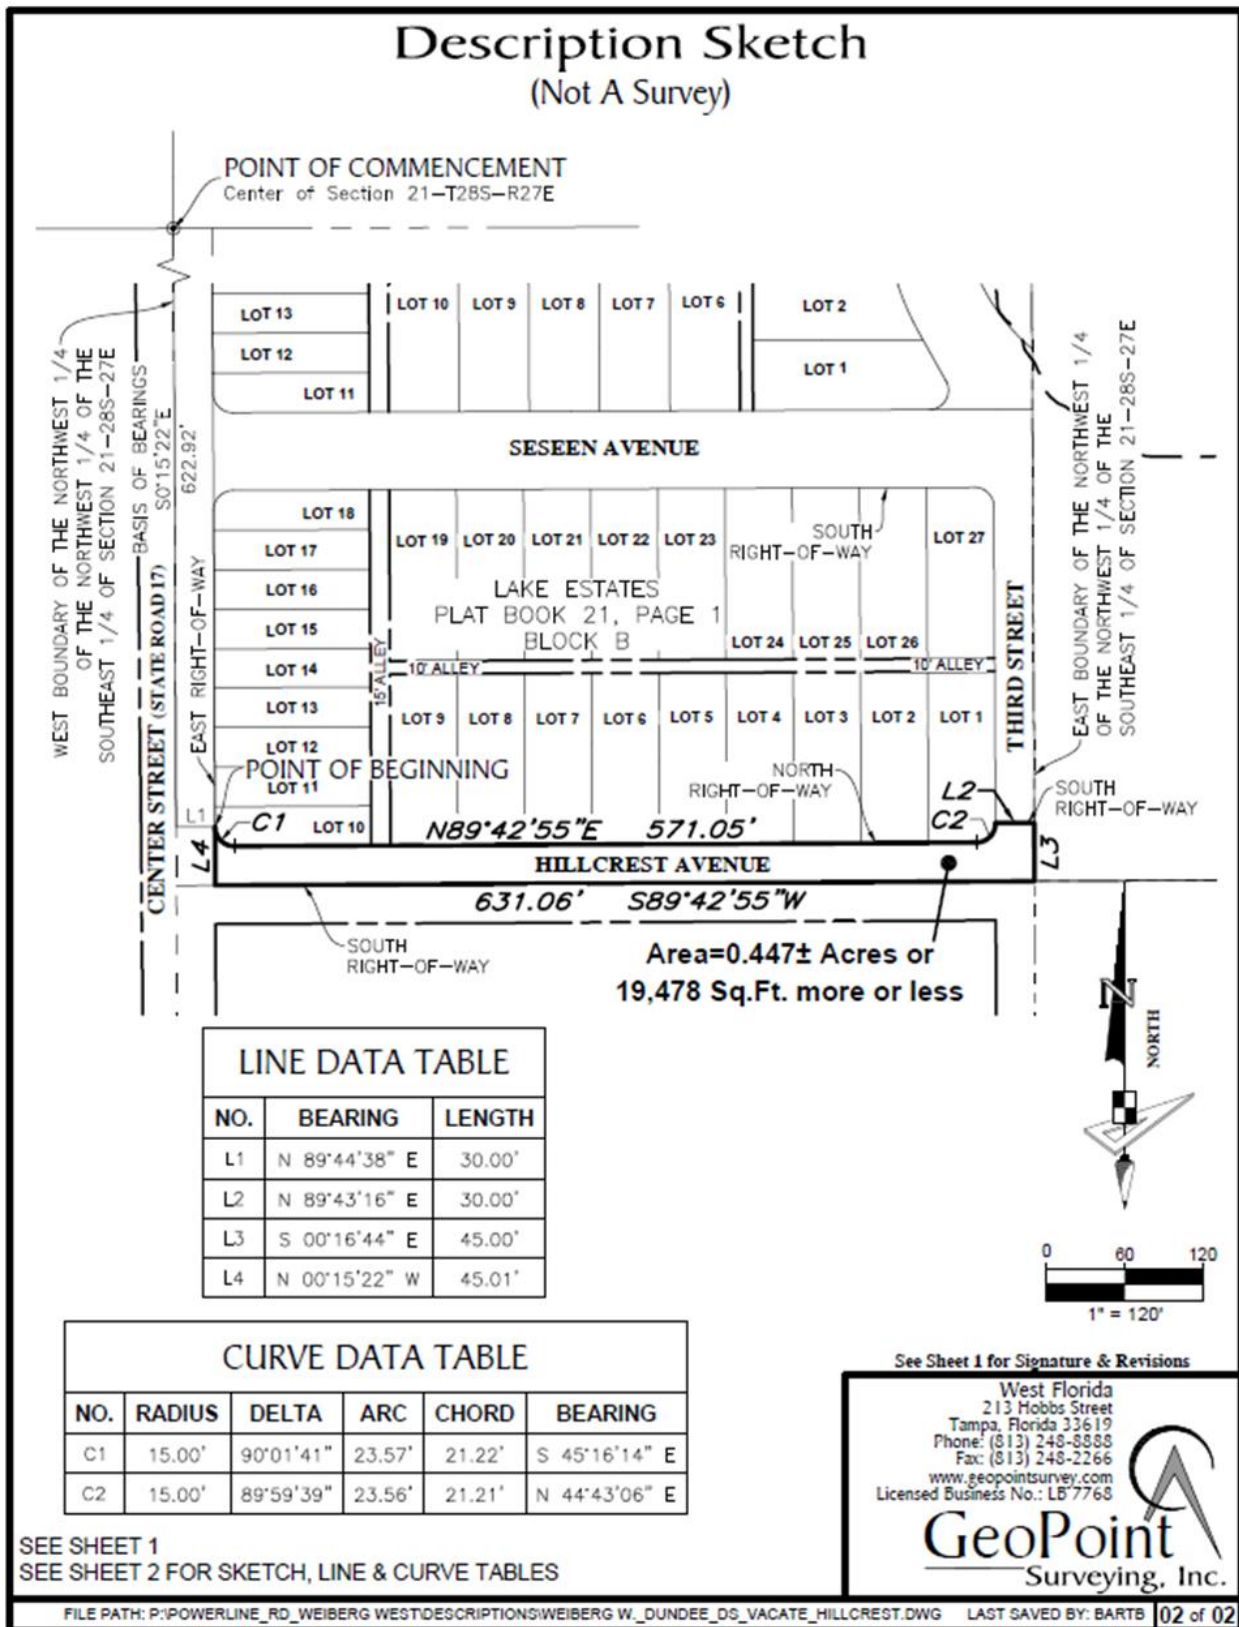 Description Sketch
(Not A Survey)
POINT OF COMMENCEMENT
Center of Section 21-T28S-R27E
WEST BOUNDARY OF THE NORTHWEST 1/4
OF THE NORTHWEST 1/4 OF THE
SOUTHEAST 1/4 OF SECTION 21-28S-27E
BASIS OF BEARINGS
S0°15'22"E
622.92'
CENTER STREET (STATE ROAD 17)
EAST RIGHT-OF-WAY
LOT 13
LOT 12
LOT 11
LOT 10
LOT 9
LOT 8
LOT 7
LOT 6
LOT 2
LOT 1
SESEEN AVENUE
LOT 18
LOT 17
LOT 16
LOT 15
LOT 14
LOT 13
LOT 12
LOT 11
LOT 10
LOT 19
LOT 20
LOT 21
LOT 22
LOT 23
SOUTH
RIGHT-OF-WAY
LOT 27
LAKE ESTATES
PLAT BOOK 21, PAGE 1
BLOCK B
LOT 24
LOT 25
LOT 26
15' ALLEY
10' ALLEY
10' ALLEY
LOT 9
LOT 8
LOT 7
LOT 6
LOT 5
LOT 4
LOT 3
LOT 2
LOT 1
THIRD STREET
EAST BOUNDARY OF THE NORTHWEST 1/4
OF THE NORTHWEST 1/4 OF THE
SOUTHEAST 1/4 OF SECTION 21-28S-27E
POINT OF BEGINNING
NORTH
RIGHT-OF-WAY
L2
SOUTH
RIGHT-OF-WAY
L1
C1
N89°42'55"E 571.05'
C2
L4
HILLCREST AVENUE
L3
631.06' S89°42'55"W
SOUTH
RIGHT-OF-WAY
Area=0.447± Acres or
19,478 Sq.Ft. more or less
N
NORTH
LINE DATA TABLE
NO. BEARING LENGTH
L1 N 89°44'38" E 30.00'
L2 N 89°43'16" E 30.00'
L3 S 00°16'44" E 45.00'
L4 N 00°15'22" W 45.01'
0 60 120
1" = 120'
CURVE DATA TABLE
NO. RADIUS DELTA ARC CHORD BEARING
C1 15.00' 90°01'41" 23.57' 21.22' S 45°16'14" E
C2 15.00' 89°59'39" 23.56' 21.21' N 44°43'06" E
See Sheet 1 for Signature & Revisions
West Florida
213 Hobbs Street
Tampa, Florida 33619
Phone: (813) 248-8888
Fax: (813) 248-2266
www.geopointsurvey.com
Licensed Business No.: LB 7768
GeoPoint
Surveying, Inc.
SEE SHEET 1
SEE SHEET 2 FOR SKETCH, LINE & CURVE TABLES
FILE PATH: P:\POWERLINE_RD_WEIBERG WEST\DESCRIPTIONS\WEIBERG W._DUNDEE_DS_VACATE_HILLCREST.DWG LAST SAVED BY: BARTB 02 of 02